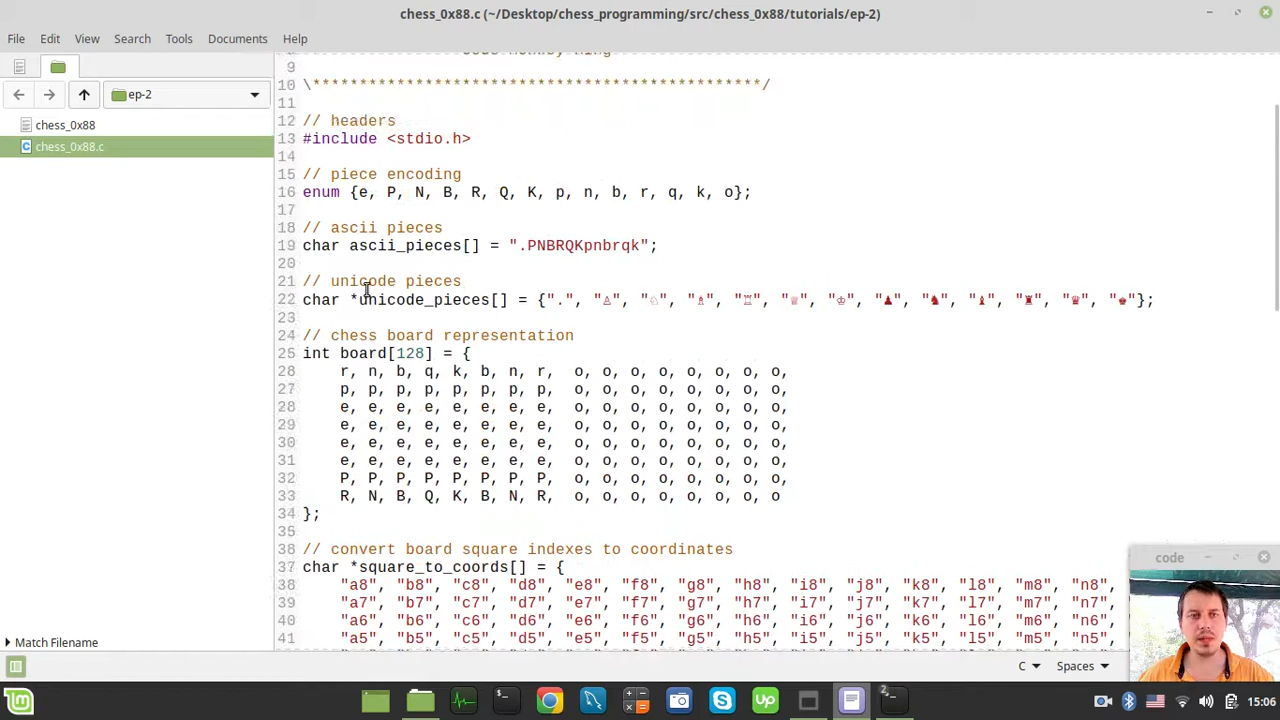 chess_0x88.c (~/Desktop/chess_programming/src/chess_0x88/tutorials/ep-2)
File Edit View Search Tools Documents Help
ep-2
chess_0x88
chess_0x88.c
Match Filename
9
10 \************************************************/
11
12 // headers
13 #include <stdio.h>
14
15 // piece encoding
16 enum {e, P, N, B, R, Q, K, p, n, b, r, q, k, o};
17
18 // ascii pieces
19 char ascii_pieces[] = ".PNBRQKpnbrqk";
20
21 // unicode pieces
22 char *unicode_pieces[] = {".", "♙", "♘", "♗", "♖", "♕", "♔", "♟", "♞", "♝", "♜", "♛", "♚"};
23
24 // chess board representation
25 int board[128] = {
26 r, n, b, q, k, b, n, r, o, o, o, o, o, o, o, o,
27 p, p, p, p, p, p, p, p, o, o, o, o, o, o, o, o,
28 e, e, e, e, e, e, e, e, o, o, o, o, o, o, o, o,
29 e, e, e, e, e, e, e, e, o, o, o, o, o, o, o, o,
30 e, e, e, e, e, e, e, e, o, o, o, o, o, o, o, o,
31 e, e, e, e, e, e, e, e, o, o, o, o, o, o, o, o,
32 P, P, P, P, P, P, P, P, o, o, o, o, o, o, o, o,
33 R, N, B, Q, K, B, N, R, o, o, o, o, o, o, o, o
34 };
35
36 // convert board square indexes to coordinates
37 char *square_to_coords[] = {
38 "a8", "b8", "c8", "d8", "e8", "f8", "g8", "h8", "i8", "j8", "k8", "l8", "m8", "n8",
39 "a7", "b7", "c7", "d7", "e7", "f7", "g7", "h7", "i7", "j7", "k7", "l7", "m7", "n7",
40 "a6", "b6", "c6", "d6", "e6", "f6", "g6", "h6", "i6", "j6", "k6", "l6", "m6", "n6",
41 "a5", "b5", "c5", "d5", "e5", "f5", "g5", "h5", "i5", "j5", "k5", "l5", "m5", "n5",
code
C Spaces
15:06